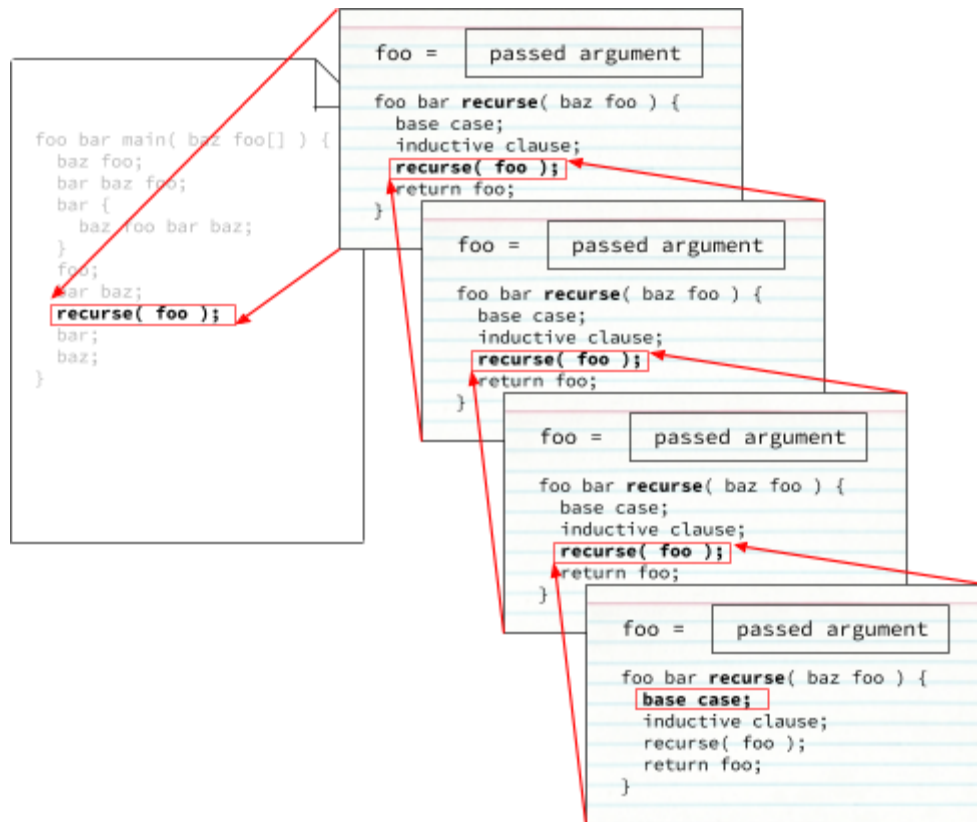 foo bar main( baz foo[] ) {
baz foo;
bar baz foo;
bar {
baz foo bar baz;
}
foo;
bar baz;
recurse( foo );
bar;
baz;
}
foo = passed argument
foo bar recurse( baz foo ) {
base case;
inductive clause;
recurse( foo );
return foo;
}
foo = passed argument
foo bar recurse( baz foo ) {
base case;
inductive clause;
recurse( foo );
return foo;
}
foo = passed argument
foo bar recurse( baz foo ) {
base case;
inductive clause;
recurse( foo );
return foo;
}
foo = passed argument
foo bar recurse( baz foo ) {
base case;
inductive clause;
recurse( foo );
return foo;
}